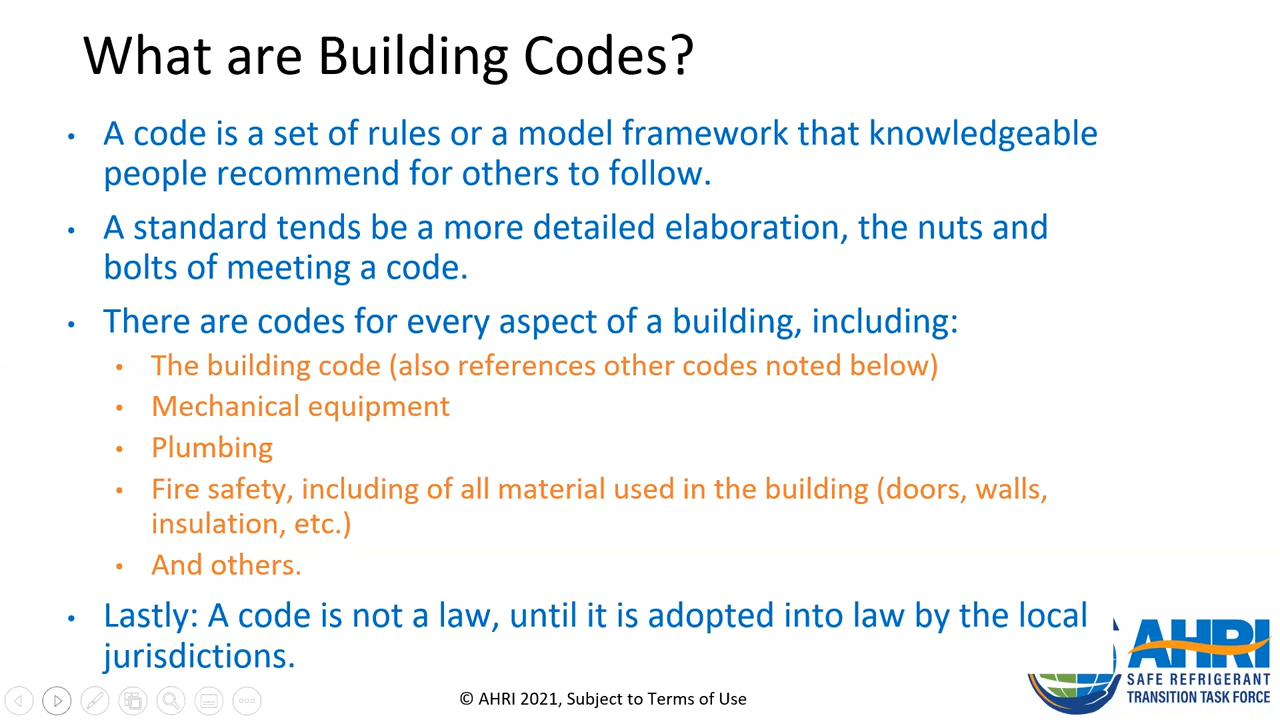 What are Building Codes?
• A code is a set of rules or a model framework that knowledgeable
people recommend for others to follow.
• A standard tends be a more detailed elaboration, the nuts and
bolts of meeting a code.
• There are codes for every aspect of a building, including:
• The building code (also references other codes noted below)
• Mechanical equipment
• Plumbing
• Fire safety, including of all material used in the building (doors, walls,
insulation, etc.)
• And others.
• Lastly: A code is not a law, until it is adopted into law by the local
jurisdictions.
AHRI
SAFE REFRIGERANT
TRANSITION TASK FORCE
© AHRI 2021, Subject to Terms of Use